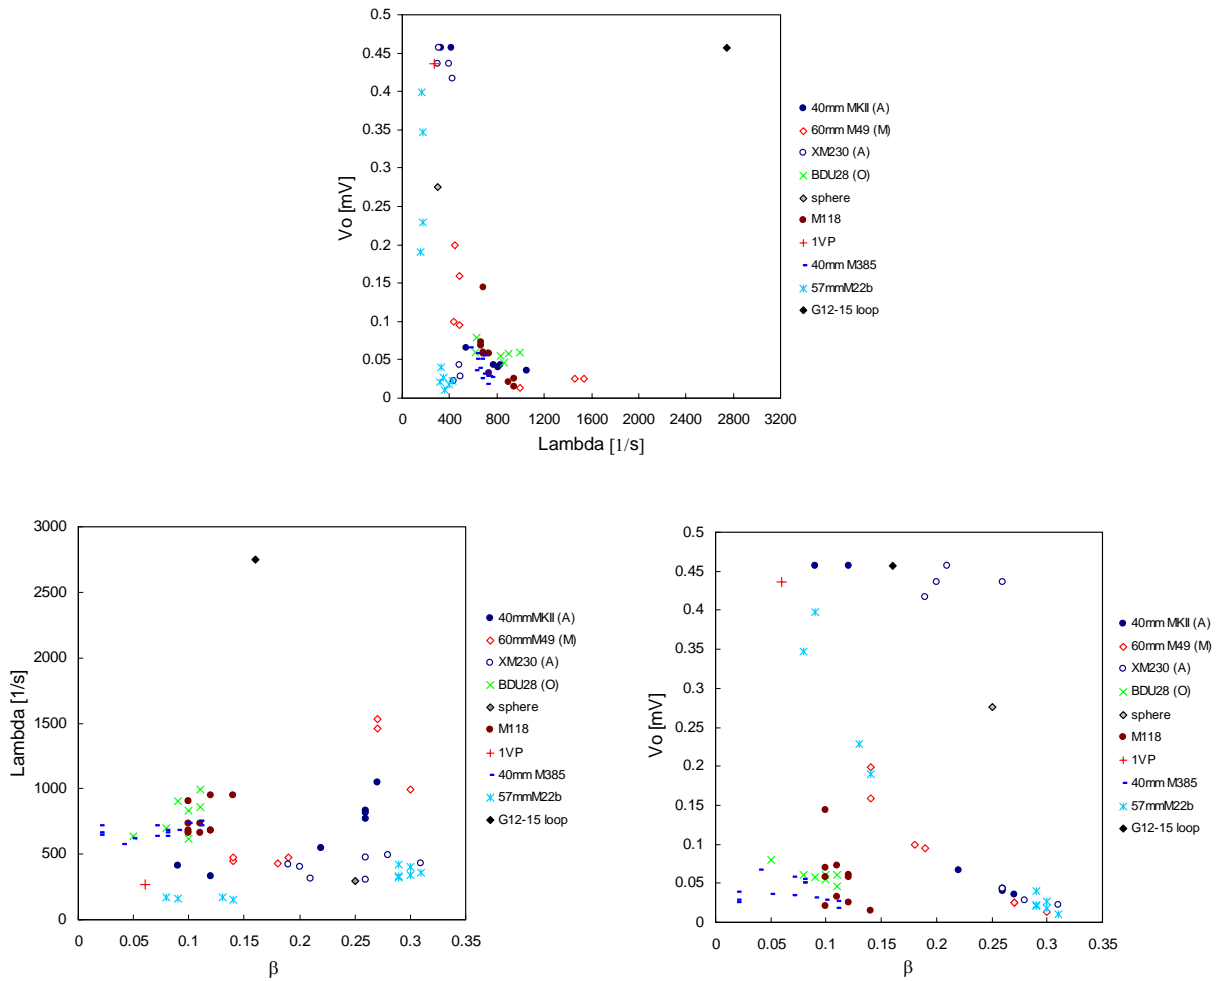 0.5
0.45
0.4
0.35
0.3
0.25
0.2
0.15
0.1
0.05
0
Vo [mV]
0 400 800 1200 1600 2000 2400 2800 3200
Lambda [1/s]
40mm MKII (A)
60mm M49 (M)
XM230 (A)
BDU28 (O)
sphere
M118
1VP
40mm M385
57mmM22b
G12-15 loop
3000
2500
2000
1500
1000
500
0
Lambda [1/s]
0 0.05 0.1 0.15 0.2 0.25 0.3 0.35
β
40mmMKII (A)
60mmM49 (M)
XM230 (A)
BDU28 (O)
sphere
M118
1VP
40mm M385
57mmM22b
G12-15 loop
0.5
0.45
0.4
0.35
0.3
0.25
0.2
0.15
0.1
0.05
0
Vo [mV]
0 0.05 0.1 0.15 0.2 0.25 0.3 0.35
β
40mm MKII (A)
60mm M49 (M)
XM230 (A)
BDU28 (O)
sphere
M118
1VP
40mm M385
57mmM22b
G12-15 loop